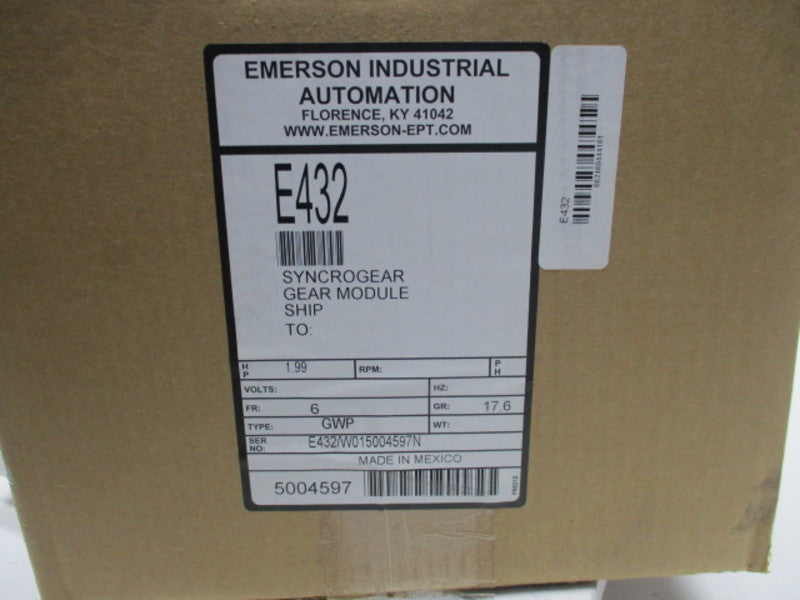 EMERSON INDUSTRIAL
AUTOMATION
FLORENCE, KY 41042
WWW.EMERSON-EPT.COM
E432
SYNCROGEAR
GEAR MODULE
SHIP
TO:
HP 1.99 RPM: PH
VOLTS: HZ:
FR: 6 GR: 17.6
TYPE: GWP WT:
SER NO: E432/W015004597N
MADE IN MEXICO
5004597
E432